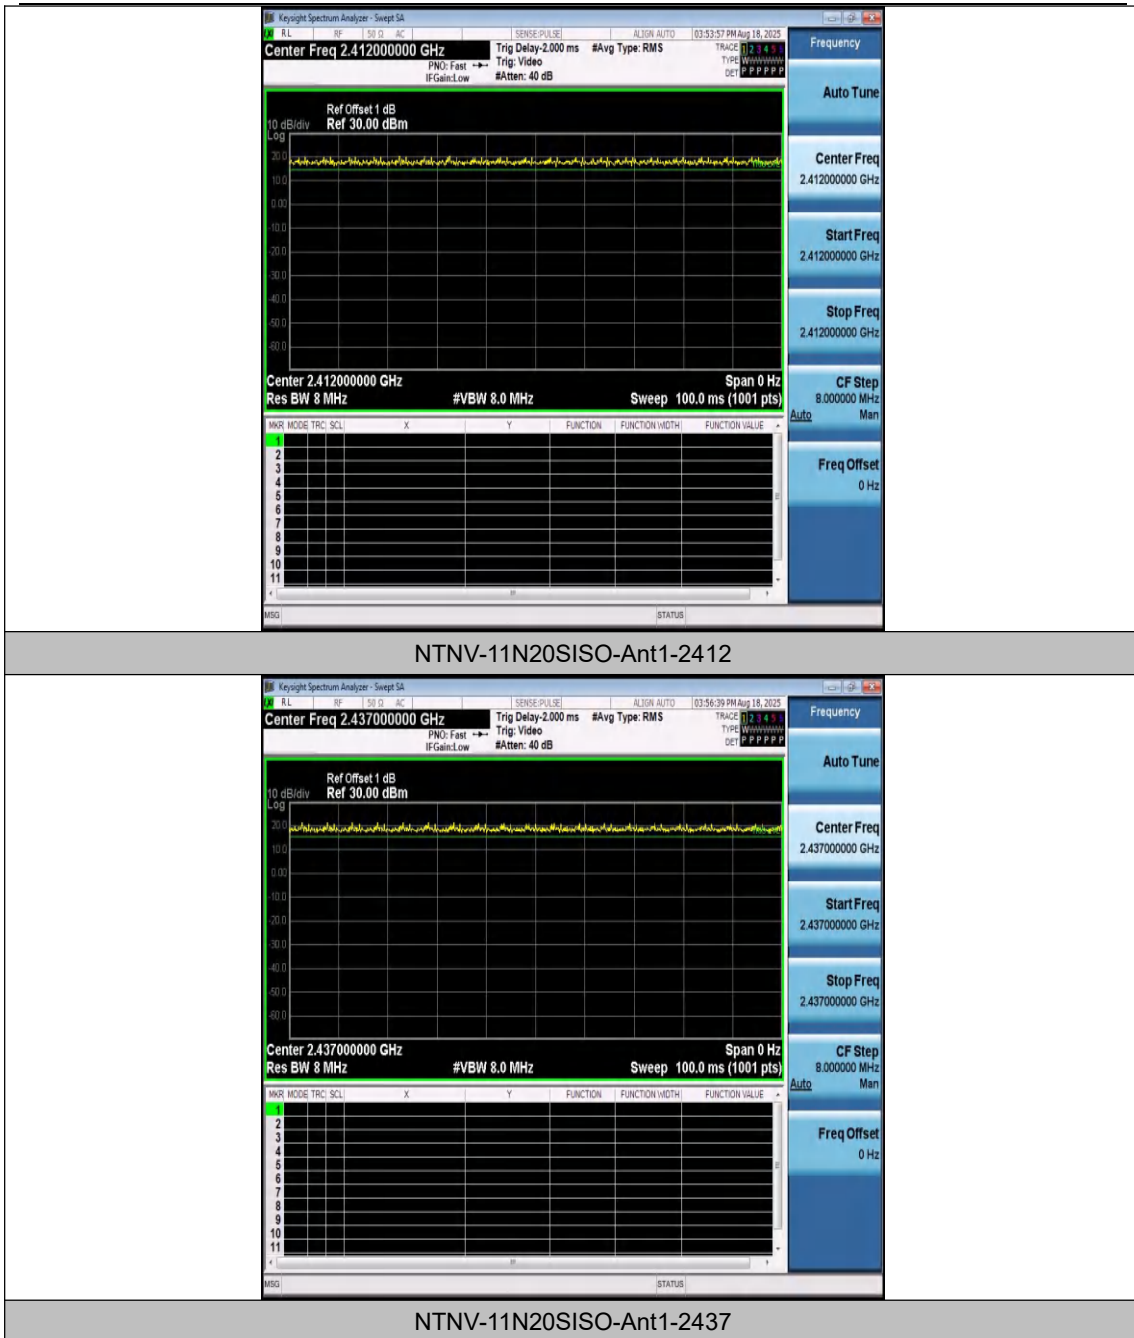 Keysight Spectrum Analyzer - Swept SA
RL RF 50 Ω AC SENSE:PULSE ALIGN AUTO 03:53:57 PM Aug 18, 2025
Center Freq 2.412000000 GHz Trig Delay-2.000 ms #Avg Type: RMS TRACE 1 2 3 4 5 6 Frequency
PNO: Fast Trig: Video TYPE WWWWWW
IFGain:Low #Atten: 40 dB DET P P P P P P
Auto Tune
Ref Offset 1 dB
10 dB/div Ref 30.00 dBm
Log
20.0
10.0
0.00
-10.0
-20.0
-30.0
-40.0
-50.0
-60.0
Center Freq
2.412000000 GHz
Start Freq
2.412000000 GHz
Stop Freq
2.412000000 GHz
Center 2.412000000 GHz Span 0 Hz
Res BW 8 MHz #VBW 8.0 MHz Sweep 100.0 ms (1001 pts)
CF Step
8.000000 MHz
Auto Man
MKR MODE TRC SCL X Y FUNCTION FUNCTION WIDTH FUNCTION VALUE
1
2
3
4
5
6
7
8
9
10
11
Freq Offset
0 Hz
MSG STATUS
NTNV-11N20SISO-Ant1-2412
Keysight Spectrum Analyzer - Swept SA
RL RF 50 Ω AC SENSE:PULSE ALIGN AUTO 03:56:39 PM Aug 18, 2025
Center Freq 2.437000000 GHz Trig Delay-2.000 ms #Avg Type: RMS TRACE 1 2 3 4 5 6 Frequency
PNO: Fast Trig: Video TYPE WWWWWW
IFGain:Low #Atten: 40 dB DET P P P P P P
Auto Tune
Ref Offset 1 dB
10 dB/div Ref 30.00 dBm
Log
20.0
10.0
0.00
-10.0
-20.0
-30.0
-40.0
-50.0
-60.0
Center Freq
2.437000000 GHz
Start Freq
2.437000000 GHz
Stop Freq
2.437000000 GHz
Center 2.437000000 GHz Span 0 Hz
Res BW 8 MHz #VBW 8.0 MHz Sweep 100.0 ms (1001 pts)
CF Step
8.000000 MHz
Auto Man
MKR MODE TRC SCL X Y FUNCTION FUNCTION WIDTH FUNCTION VALUE
1
2
3
4
5
6
7
8
9
10
11
Freq Offset
0 Hz
MSG STATUS
NTNV-11N20SISO-Ant1-2437